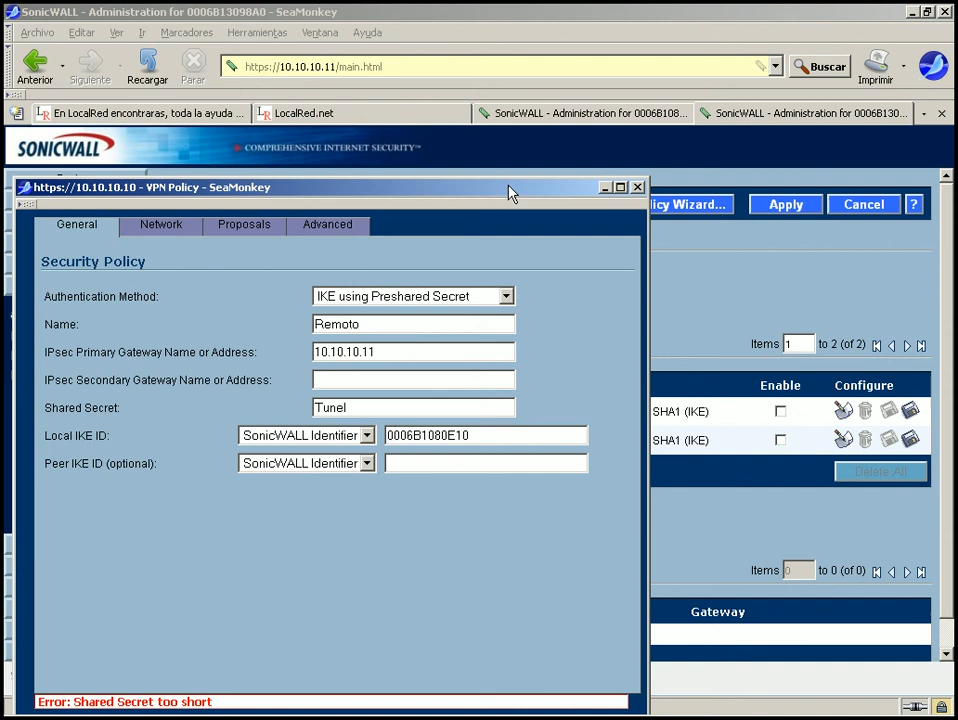 SonicWALL - Administration for 0006B13098A0 - SeaMonkey
Archivo Editar Ver Ir Marcadores Herramientas Ventana Ayuda
Anterior Siguiente Recargar Parar https://10.10.10.11/main.html Buscar Imprimir
LR En LocalRed encontraras, toda la ayuda ... LR LocalRed.net SonicWALL - Administration for 0006B108... SonicWALL - Administration for 0006B130...
SONICWALL COMPREHENSIVE INTERNET SECURITY™
https://10.10.10.10 - VPN Policy - SeaMonkey
licy Wizard... Apply Cancel ?
General Network Proposals Advanced
Security Policy
Authentication Method: IKE using Preshared Secret
Name: Remoto
IPsec Primary Gateway Name or Address: 10.10.10.11
IPsec Secondary Gateway Name or Address:
Shared Secret: Tunel
Local IKE ID: SonicWALL Identifier 0006B1080E10
Peer IKE ID (optional): SonicWALL Identifier
Items 1 to 2 (of 2)
Enable Configure
SHA1 (IKE)
SHA1 (IKE)
Delete All
Items 0 to 0 (of 0)
Gateway
Error: Shared Secret too short